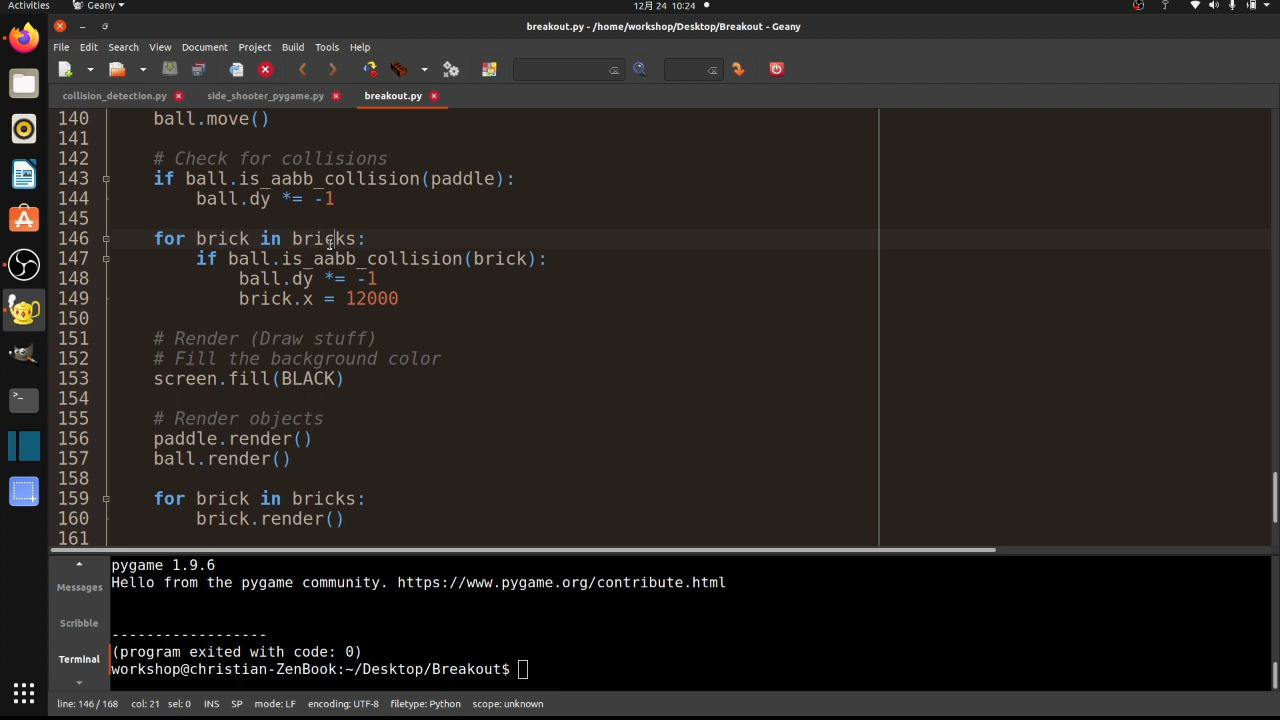 Activities
Geany
12月 24 10:24
breakout.py - /home/workshop/Desktop/Breakout - Geany
File Edit Search View Document Project Build Tools Help
collision_detection.py side_shooter_pygame.py breakout.py
140 ball.move()
141
142 # Check for collisions
143 if ball.is_aabb_collision(paddle):
144 ball.dy *= -1
145
146 for brick in bricks:
147 if ball.is_aabb_collision(brick):
148 ball.dy *= -1
149 brick.x = 12000
150
151 # Render (Draw stuff)
152 # Fill the background color
153 screen.fill(BLACK)
154
155 # Render objects
156 paddle.render()
157 ball.render()
158
159 for brick in bricks:
160 brick.render()
161
Messages
Scribble
Terminal
pygame 1.9.6
Hello from the pygame community. https://www.pygame.org/contribute.html
------------------
(program exited with code: 0)
workshop@christian-ZenBook:~/Desktop/Breakout$
line: 146 / 168 col: 21 sel: 0 INS SP mode: LF encoding: UTF-8 filetype: Python scope: unknown